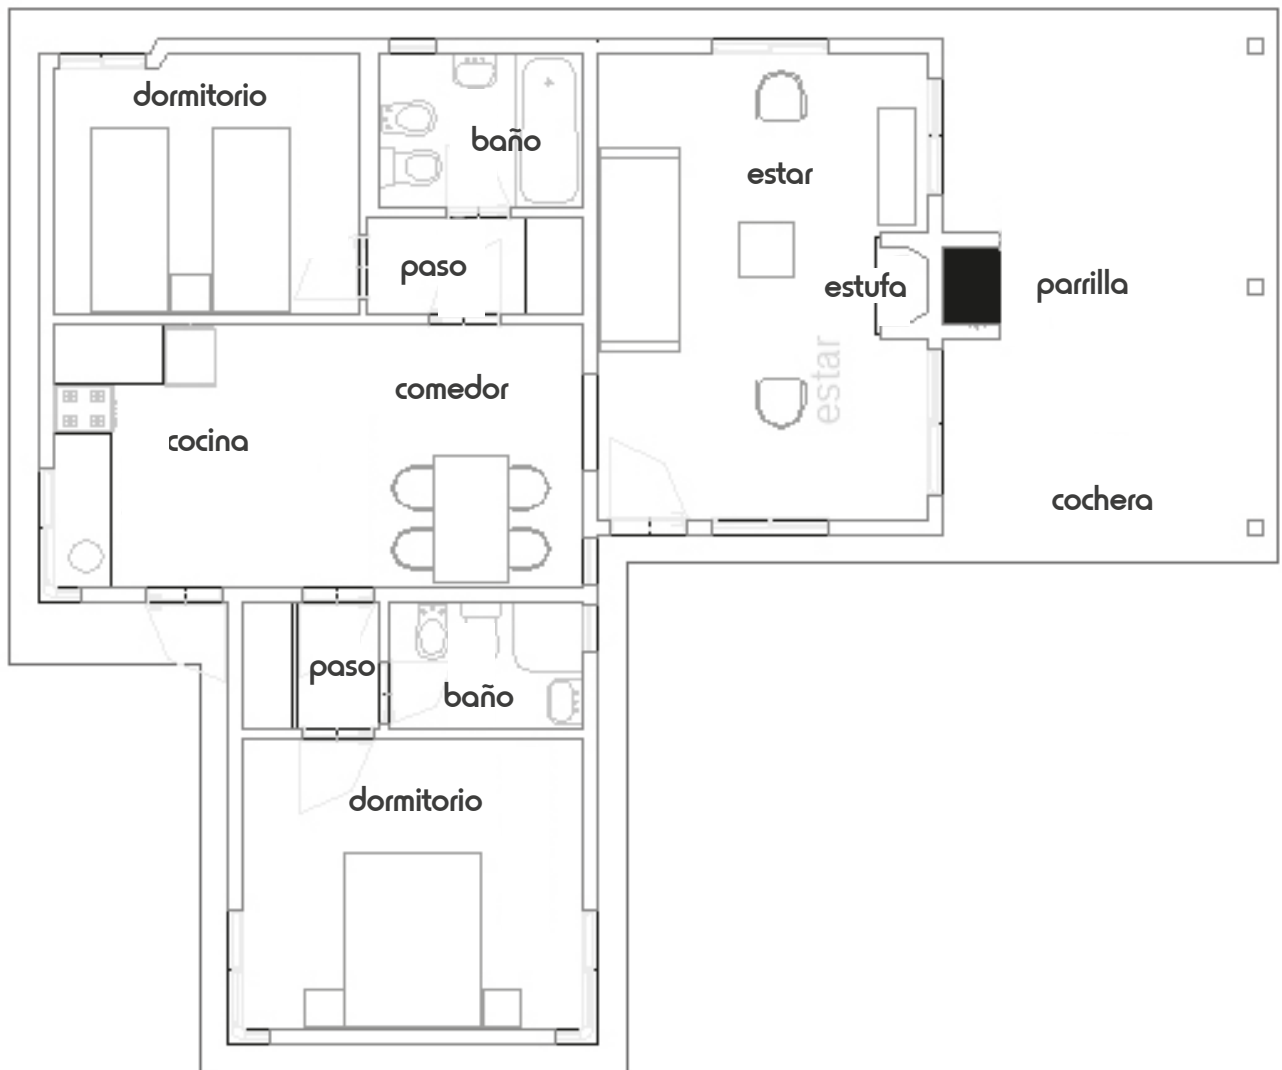 dormitorio
baño
estar
paso
estufa
parrilla
estar
comedor
cocina
cochera
paso
baño
dormitorio